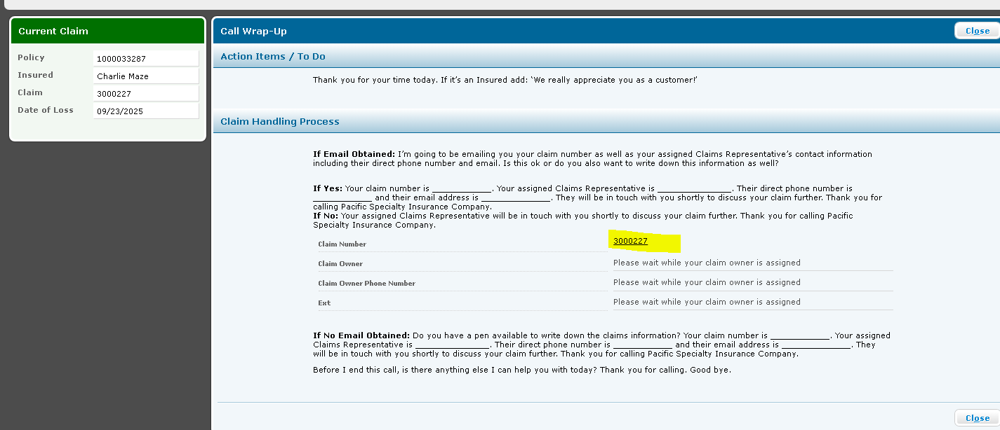 Current Claim
Policy 1000033287
Insured Charlie Maze
Claim 3000227
Date of Loss 09/23/2025
Call Wrap-Up
Close
Action Items / To Do
Thank you for your time today. If it's an Insured add: 'We really appreciate you as a customer!'
Claim Handling Process
If Email Obtained: I'm going to be emailing you your claim number as well as your assigned Claims Representative's contact information
including their direct phone number and email. Is this ok or do you also want to write down this information as well?
If Yes: Your claim number is ____________. Your assigned Claims Representative is _______________. Their direct phone number is
____________ and their email address is ______________. They will be in touch with you shortly to discuss your claim further. Thank you for
calling Pacific Specialty Insurance Company.
If No: Your assigned Claims Representative will be in touch with you shortly to discuss your claim further. Thank you for calling Pacific
Specialty Insurance Company.
Claim Number 3000227
Claim Owner Please wait while your claim owner is assigned
Claim Owner Phone Number Please wait while your claim owner is assigned
Ext Please wait while your claim owner is assigned
If No Email Obtained: Do you have a pen available to write down the claims information? Your claim number is ____________. Your assigned
Claims Representative is _______________. Their direct phone number is ____________ and their email address is ______________. They
will be in touch with you shortly to discuss your claim further. Thank you for calling Pacific Specialty Insurance Company.
Before I end this call, is there anything else I can help you with today? Thank you for calling. Good bye.
Close